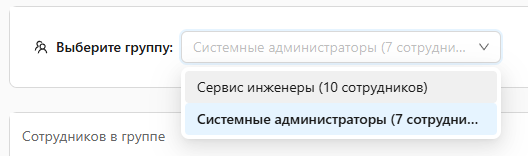 Выберите группу: Системные администраторы (7 сотрудни...
Сервис инженеры (10 сотрудников)
Системные администраторы (7 сотрудни...
Сотрудников в группе